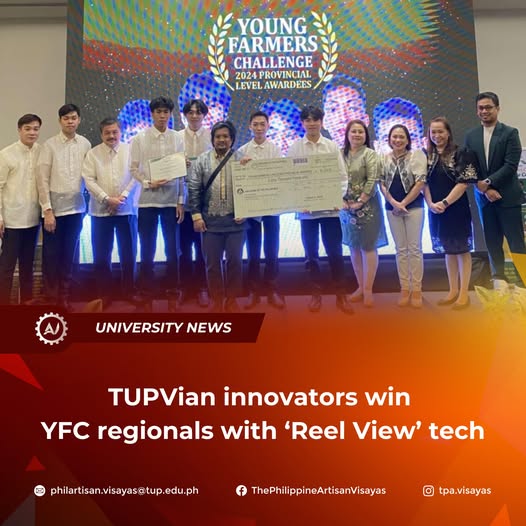 YOUNG
FARMERS
CHALLENGE
2024 PROVINCIAL
LEVEL AWARDEES
UNIVERSITY NEWS
TUPVian innovators win
YFC regionals with ‘Reel View’ tech
philartisan.visayas@tup.edu.ph
ThePhilippineArtisanVisayas
tpa.visayas